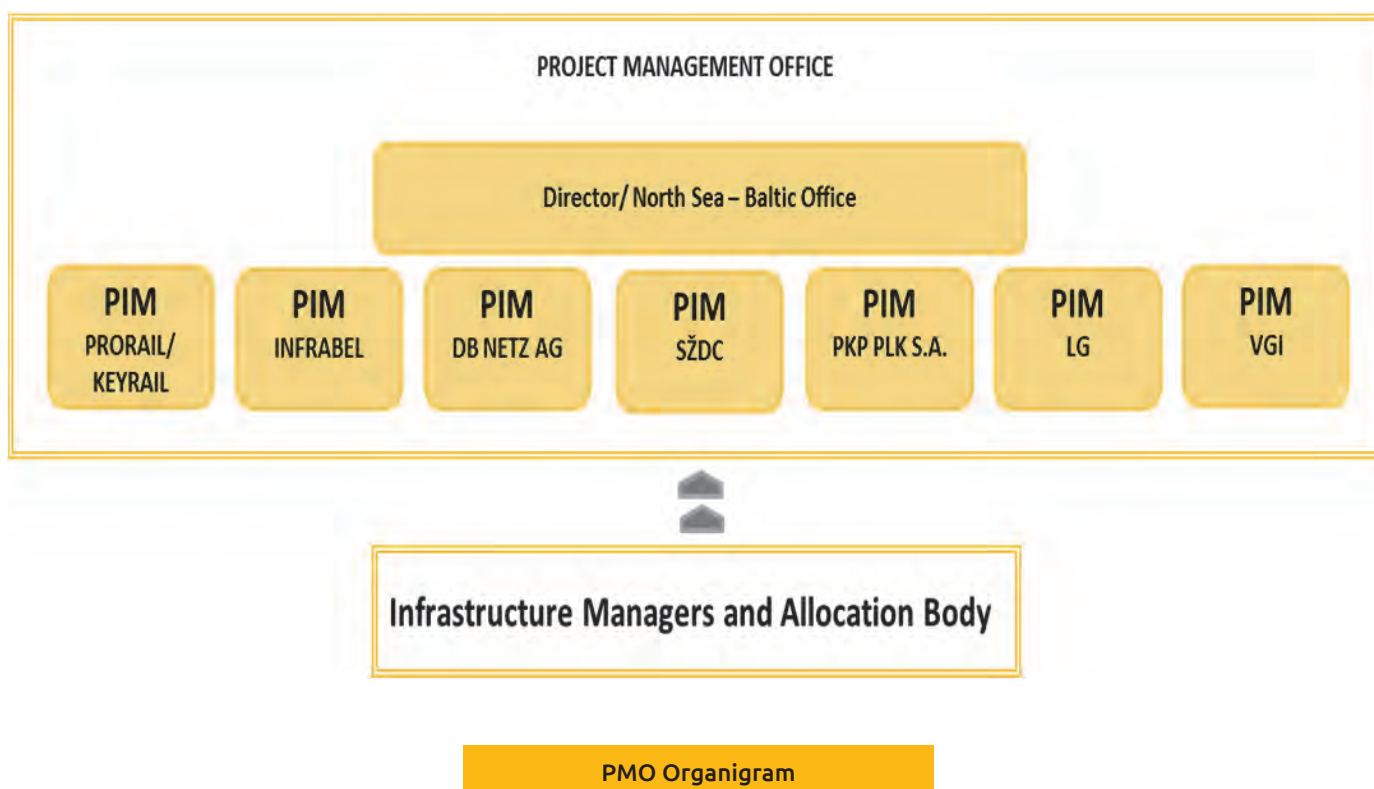 PROJECT MANAGEMENT OFFICE
Director/ North Sea – Baltic Office
PIM
PRORAIL/
KEYRAIL
PIM
INFRABEL
PIM
DB NETZ AG
PIM
SŽDC
PIM
PKP PLK S.A.
PIM
LG
PIM
VGI
Infrastructure Managers and Allocation Body
PMO Organigram